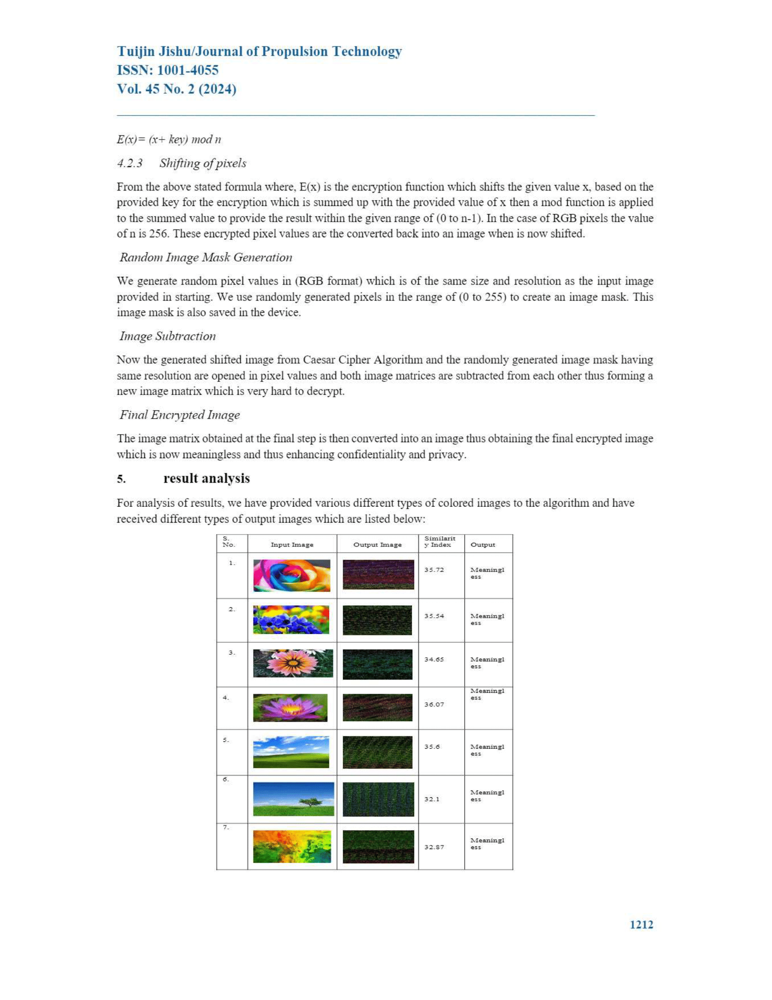 Tuijin Jishu/Journal of Propulsion Technology
ISSN: 1001-4055
Vol. 45 No. 2 (2024)
E(x)= (x+ key) mod n
4.2.3 Shifting of pixels
From the above stated formula where, E(x) is the encryption function which shifts the given value x, based on the
provided key for the encryption which is summed up with the provided value of x then a mod function is applied
to the summed value to provide the result within the given range of (0 to n-1). In the case of RGB pixels the value
of n is 256. These encrypted pixel values are the converted back into an image when is now shifted.
Random Image Mask Generation
We generate random pixel values in (RGB format) which is of the same size and resolution as the input image
provided in starting. We use randomly generated pixels in the range of (0 to 255) to create an image mask. This
image mask is also saved in the device.
Image Subtraction
Now the generated shifted image from Caesar Cipher Algorithm and the randomly generated image mask having
same resolution are opened in pixel values and both image matrices are subtracted from each other thus forming a
new image matrix which is very hard to decrypt.
Final Encrypted Image
The image matrix obtained at the final step is then converted into an image thus obtaining the final encrypted image
which is now meaningless and thus enhancing confidentiality and privacy.
5. result analysis
For analysis of results, we have provided various different types of colored images to the algorithm and have
received different types of output images which are listed below:
S.
No.
Input Image
Output Image
Similarit
y Index
Output
1.
35.72
Meaningl
ess
2.
35.54
Meaningl
ess
3.
34.65
Meaningl
ess
4.
36.07
Meaningl
ess
5.
35.6
Meaningl
ess
6.
32.1
Meaningl
ess
7.
32.87
Meaningl
ess
1212